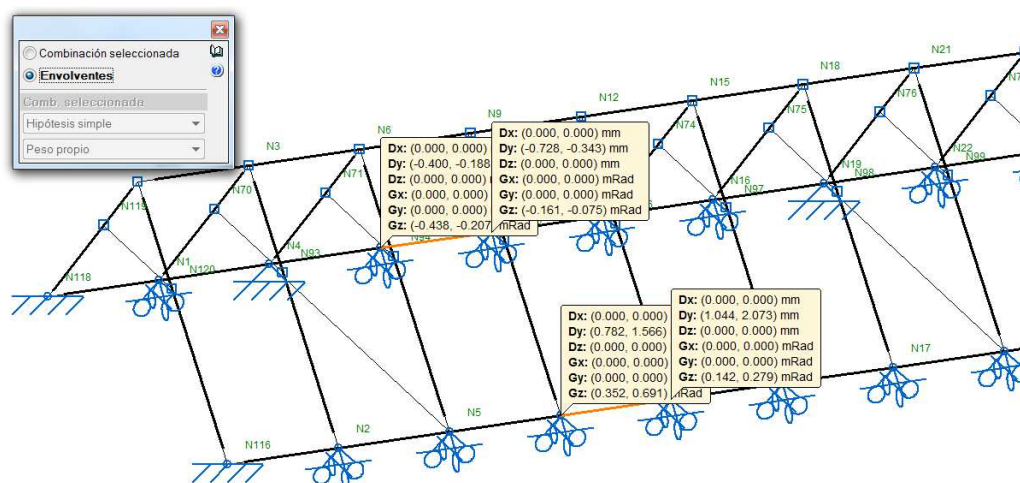 Combinación seleccionada
Envolventes
Comb. seleccionada
Hipótesis simple
Peso propio
N21
N18
N15
N12
N9
N6
N3
N76
N75
N74
N71
N70
N119
N118
N1
N120
N4
N93
N94
N16
N97
N19
N98
N22
N99
Dx: (0.000, 0.000)
Dy: (-0.400, -0.188
Dz: (0.000, 0.000)
Gx: (0.000, 0.000)
Gy: (0.000, 0.000)
Gz: (-0.438, -0.207) mRad
Dx: (0.000, 0.000) mm
Dy: (-0.728, -0.343) mm
Dz: (0.000, 0.000) mm
Gx: (0.000, 0.000) mRad
Gy: (0.000, 0.000) mRad
Gz: (-0.161, -0.075) mRad
Dx: (0.000, 0.000)
Dy: (0.782, 1.566)
Dz: (0.000, 0.000)
Gx: (0.000, 0.000)
Gy: (0.000, 0.000)
Gz: (0.352, 0.691)
Dx: (0.000, 0.000) mm
Dy: (1.044, 2.073) mm
Dz: (0.000, 0.000) mm
Gx: (0.000, 0.000) mRad
Gy: (0.000, 0.000) mRad
Gz: (0.142, 0.279) mRad
N17
N5
N2
N116